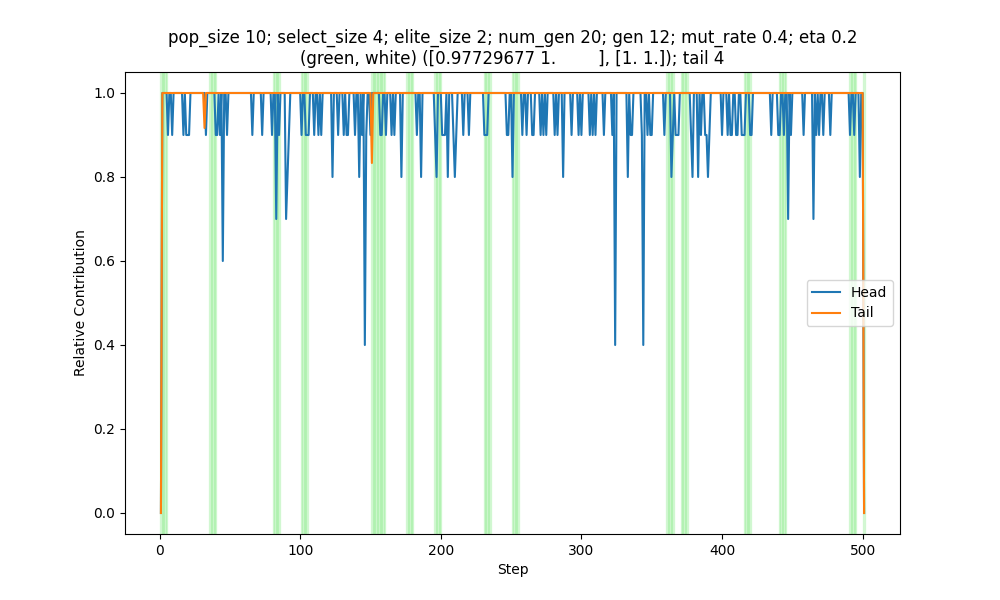 pop_size 10; select_size 4; elite_size 2; num_gen 20; gen 12; mut_rate 0.4; eta 0.2
(green, white) ([0.97729677 1.        ], [1. 1.]); tail 4
1.0
0.8
0.6
0.4
0.2
0.0
Relative Contribution
Head
Tail
0
100
200
300
400
500
Step